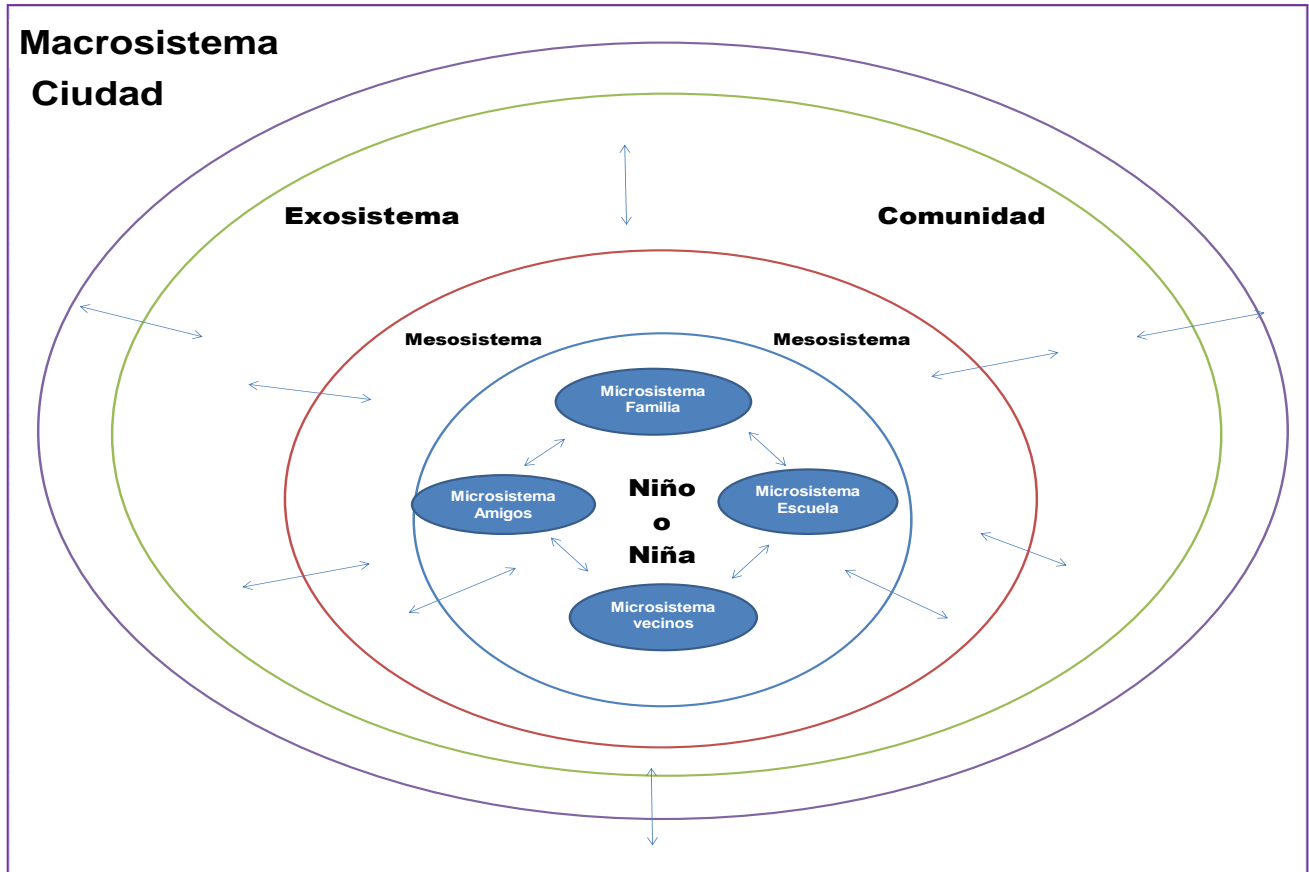 Macrosistema
Ciudad
Exosistema
Comunidad
Mesosistema
Mesosistema
Microsistema
Familia
Microsistema
Amigos
Niño
o
Niña
Microsistema
Escuela
Microsistema
vecinos